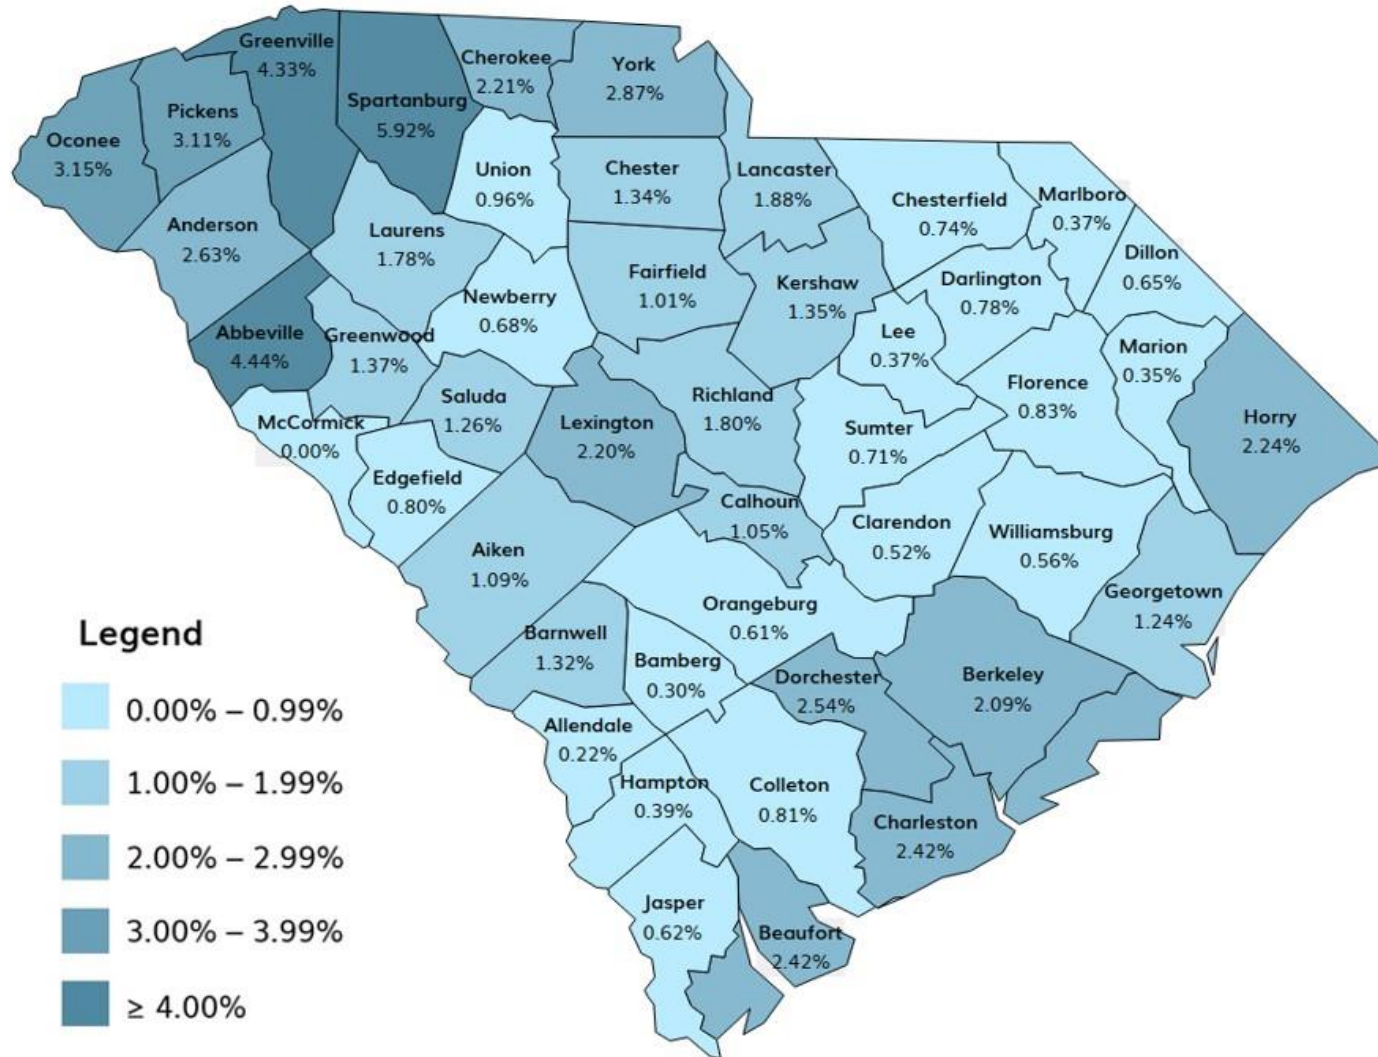 Greenville
4.33%
Spartanburg
5.92%
Cherokee
2.21%
York
2.87%
Pickens
3.11%
Oconee
3.15%
Union
0.96%
Chester
1.34%
Lancaster
1.88%
Chesterfield
0.74%
Marlboro
0.37%
Anderson
2.63%
Laurens
1.78%
Dillon
0.65%
Fairfield
1.01%
Kershaw
1.35%
Darlington
0.78%
Newberry
0.68%
Abbeville
4.44%
Greenwood
1.37%
Lee
0.37%
Marion
0.35%
Saluda
1.26%
Richland
1.80%
Florence
0.83%
McCormick
0.00%
Lexington
2.20%
Sumter
0.71%
Horry
2.24%
Edgefield
0.80%
Calhoun
1.05%
Clarendon
0.52%
Williamsburg
0.56%
Aiken
1.09%
Orangeburg
0.61%
Georgetown
1.24%
Barnwell
1.32%
Bamberg
0.30%
Dorchester
2.54%
Berkeley
2.09%
Allendale
0.22%
Hampton
0.39%
Colleton
0.81%
Charleston
2.42%
Jasper
0.62%
Beaufort
2.42%
Legend
0.00% – 0.99%
1.00% – 1.99%
2.00% – 2.99%
3.00% – 3.99%
≥ 4.00%